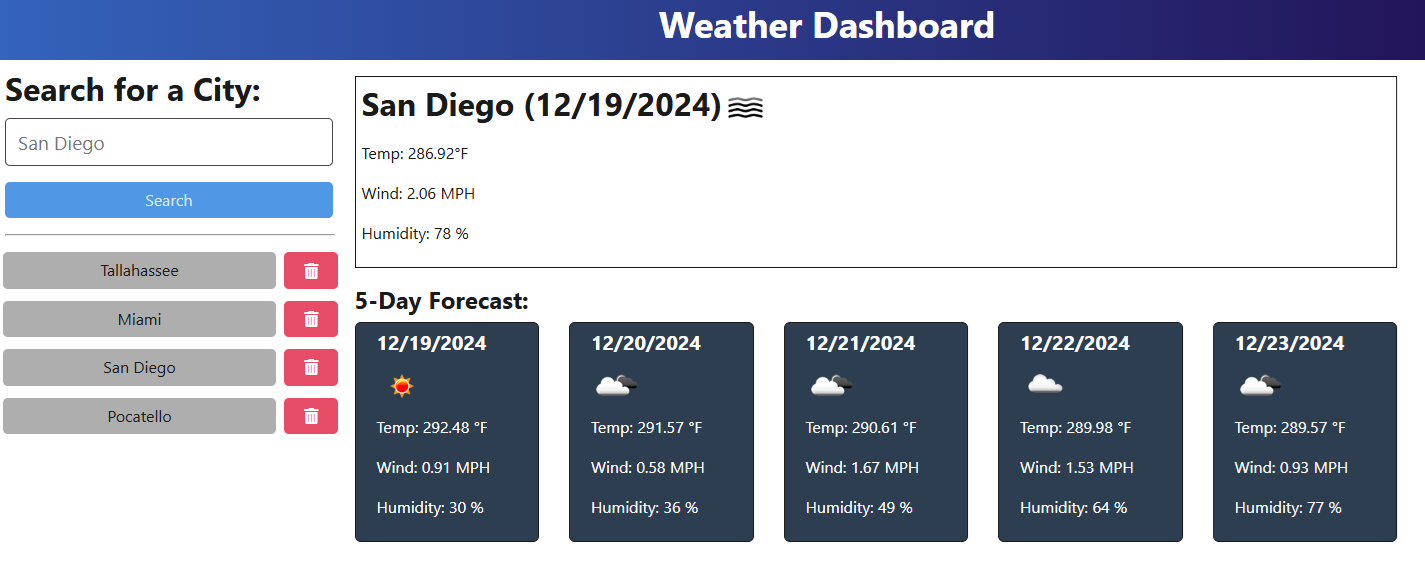 Weather Dashboard
Search for a City:
San Diego
Search
Tallahassee
Miami
San Diego
Pocatello
San Diego (12/19/2024)
Temp: 286.92°F
Wind: 2.06 MPH
Humidity: 78 %
5-Day Forecast:
12/19/2024
Temp: 292.48 °F
Wind: 0.91 MPH
Humidity: 30 %
12/20/2024
Temp: 291.57 °F
Wind: 0.58 MPH
Humidity: 36 %
12/21/2024
Temp: 290.61 °F
Wind: 1.67 MPH
Humidity: 49 %
12/22/2024
Temp: 289.98 °F
Wind: 1.53 MPH
Humidity: 64 %
12/23/2024
Temp: 289.57 °F
Wind: 0.93 MPH
Humidity: 77 %